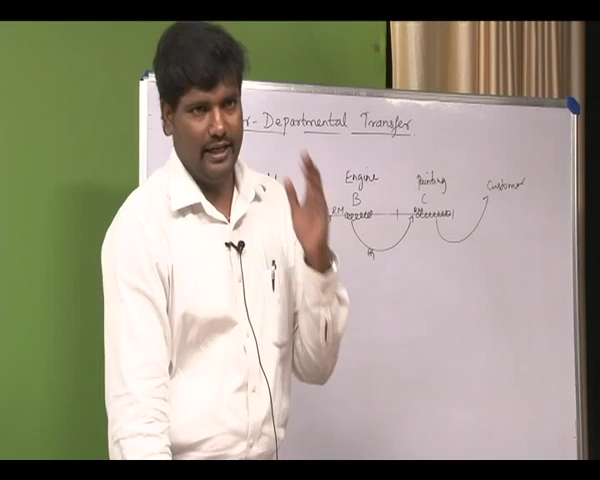 r- Departmental Transfer
Engine Painting Customer
B C
RM RM